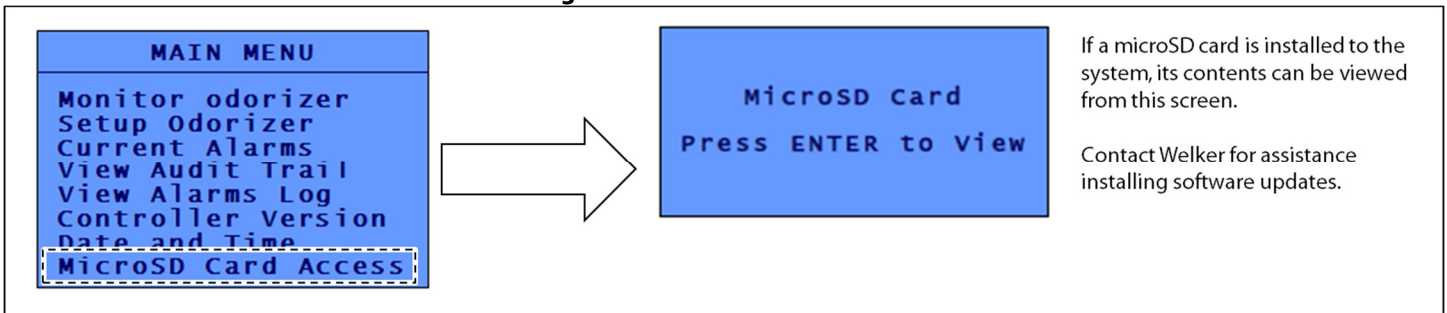 MAIN MENU
Monitor odorizer
Setup Odorizer
Current Alarms
View Audit Trail
View Alarms Log
Controller Version
Date and Time
MicroSD Card Access
MicroSD Card
Press ENTER to View
If a microSD card is installed to the
system, its contents can be viewed
from this screen.
Contact Welker for assistance
installing software updates.